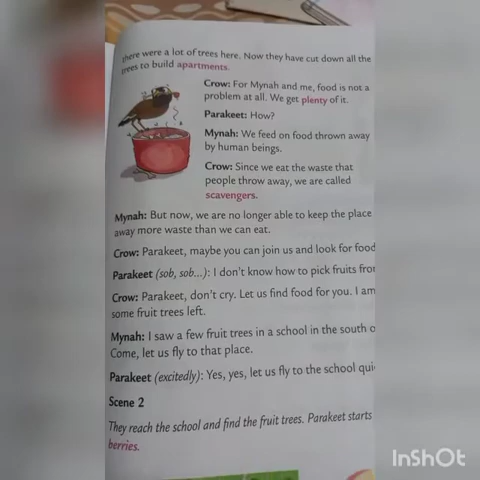 there were a lot of trees here. Now they have cut down all the
trees to build apartments.
Crow: For Mynah and me, food is not a
problem at all. We get plenty of it.
Parakeet: How?
Mynah: We feed on food thrown away
by human beings.
Crow: Since we eat the waste that
people throw away, we are called
scavengers.
Mynah: But now, we are no longer able to keep the place
away more waste than we can eat.
Crow: Parakeet, maybe you can join us and look for food
Parakeet (sob, sob...): I don't know how to pick fruits
Crow: Parakeet, don't cry. Let us find food for you. I am
some fruit trees left.
Mynah: I saw a few fruit trees in a school in the south
Come, let us fly to that place.
Parakeet (excitedly): Yes, yes, let us fly to the school
Scene 2
They reach the school and find the fruit trees. Parakeet starts
berries.
InShOt